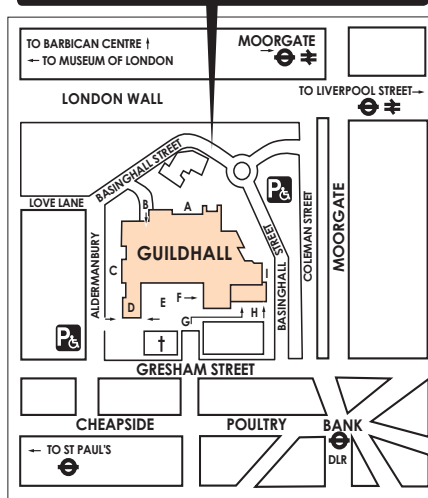 TO BARBICAN CENTRE ↑
← TO MUSEUM OF LONDON
MOORGATE
→
LONDON WALL
TO LIVERPOOL STREET→
BASINGHALL STREET
LOVE LANE
P
B
A
MOORGATE
COLEMAN STREET
BASINGHALL STREET
ALDERMANBURY
GUILDHALL
C
I
D
E
F →
G
H
P
GRESHAM STREET
CHEAPSIDE
POULTRY
BANK
DLR
← TO ST PAUL'S